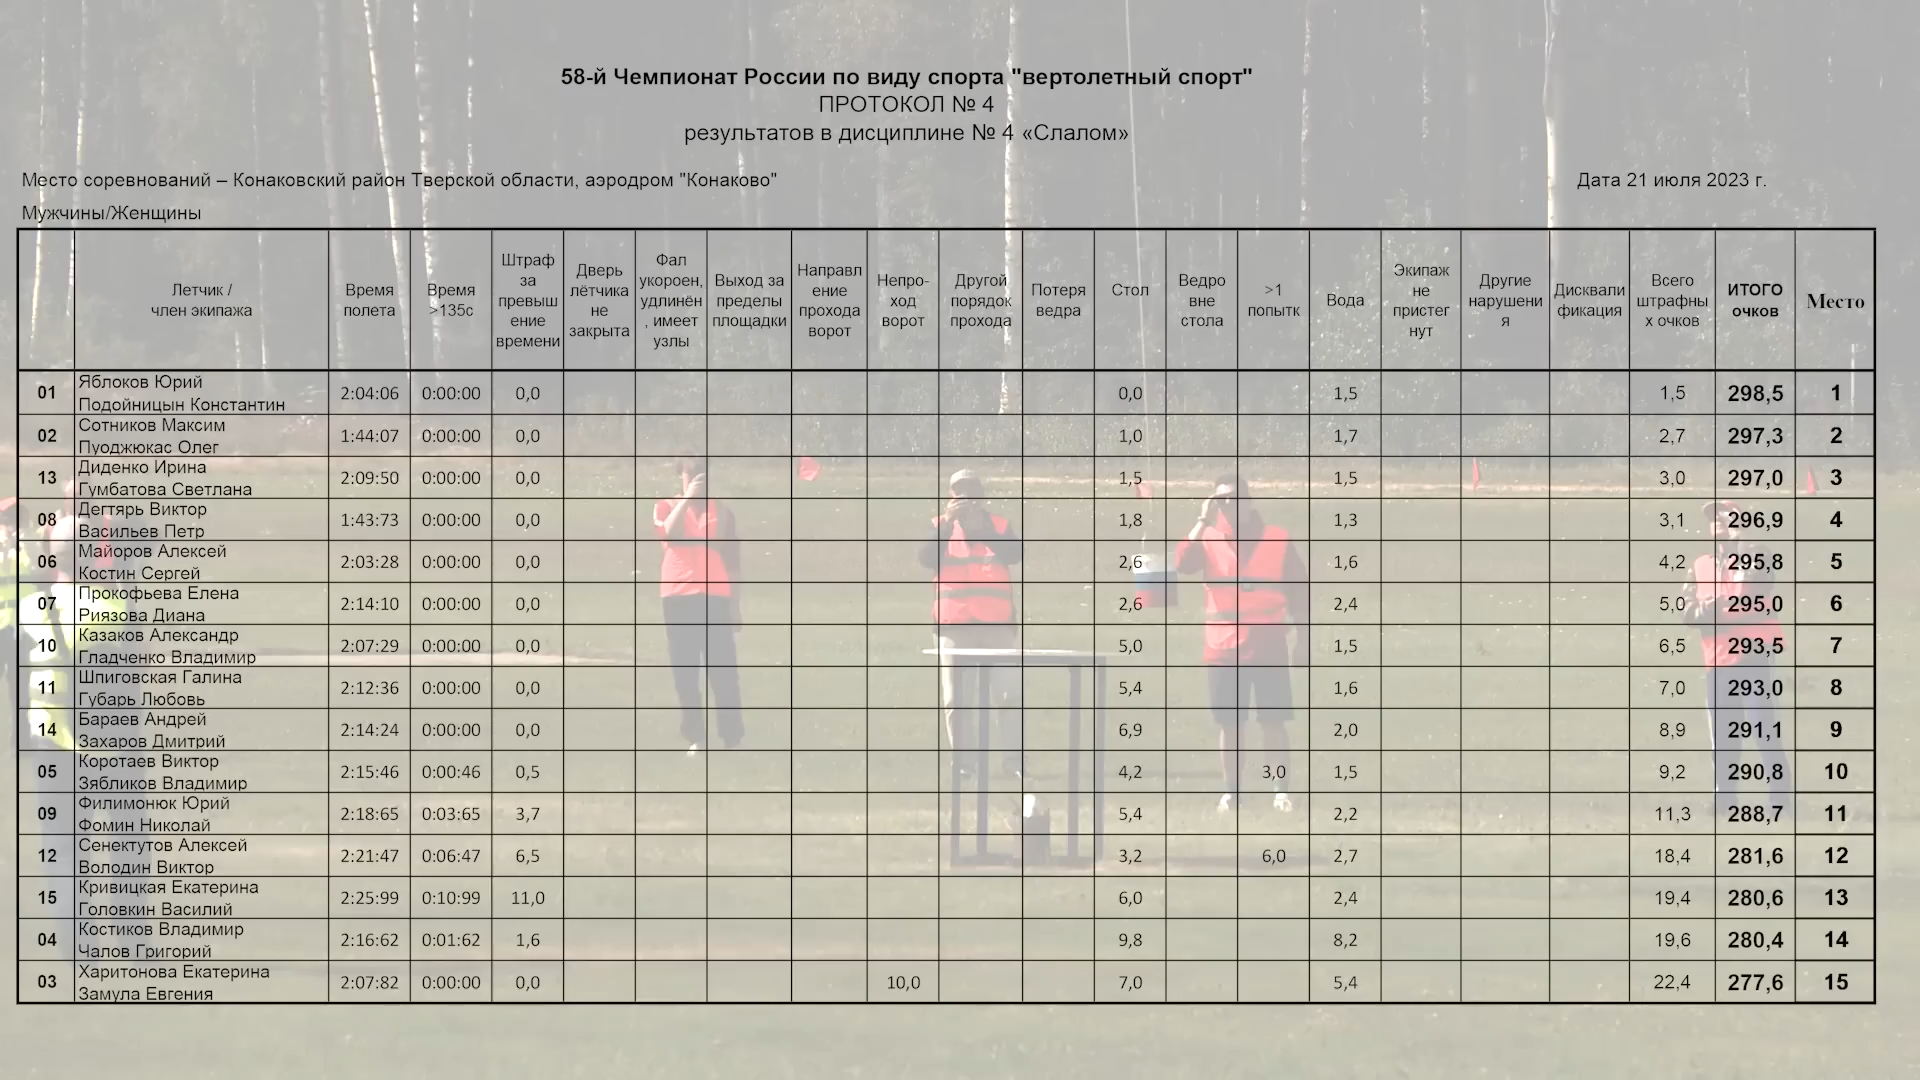 58-й Чемпионат России по виду спорта "вертолетный спорт"
ПРОТОКОЛ № 4
результатов в дисциплине № 4 «Слалом»
Место соревнований – Конаковский район Тверской области, аэродром "Конаково" Дата 21 июля 2023 г.
Мужчины/Женщины
Летчик / член экипажа Время полета Время >135с Штраф за превыш ение времени Дверь лётчика не закрыта Фал укороен, удлинён , имеет узлы Выход за пределы площадки Направл ение прохода ворот Непро- ход ворот Другой порядок прохода Потеря ведра Стол Ведро вне стола >1 попытк Вода Экипаж не пристег нут Другие нарушени я Дисквали фикация Всего штрафны х очков ИТОГО очков Место
01 Яблоков Юрий 2:04:06 0:00:00 0,0 0,0 1,5 1,5 298,5 1
Подойницын Константин
02 Сотников Максим 1:44:07 0:00:00 0,0 1,0 1,7 2,7 297,3 2
Пуоджюкас Олег
13 Диденко Ирина 2:09:50 0:00:00 0,0 1,5 1,5 3,0 297,0 3
Гумбатова Светлана
08 Дегтярь Виктор 1:43:73 0:00:00 0,0 1,8 1,3 3,1 296,9 4
Васильев Петр
06 Майоров Алексей 2:03:28 0:00:00 0,0 2,6 1,6 4,2 295,8 5
Костин Сергей
07 Прокофьева Елена 2:14:10 0:00:00 0,0 2,6 2,4 5,0 295,0 6
Риязова Диана
10 Казаков Александр 2:07:29 0:00:00 0,0 5,0 1,5 6,5 293,5 7
Гладченко Владимир
11 Шпиговская Галина 2:12:36 0:00:00 0,0 5,4 1,6 7,0 293,0 8
Губарь Любовь
14 Бараев Андрей 2:14:24 0:00:00 0,0 6,9 2,0 8,9 291,1 9
Захаров Дмитрий
05 Коротаев Виктор 2:15:46 0:00:46 0,5 4,2 3,0 1,5 9,2 290,8 10
Зябликов Владимир
09 Филимонюк Юрий 2:18:65 0:03:65 3,7 5,4 2,2 11,3 288,7 11
Фомин Николай
12 Сенектутов Алексей 2:21:47 0:06:47 6,5 3,2 6,0 2,7 18,4 281,6 12
Володин Виктор
15 Кривицкая Екатерина 2:25:99 0:10:99 11,0 6,0 2,4 19,4 280,6 13
Головкин Василий
04 Костиков Владимир 2:16:62 0:01:62 1,6 9,8 8,2 19,6 280,4 14
Чалов Григорий
03 Харитонова Екатерина 2:07:82 0:00:00 0,0 10,0 7,0 5,4 22,4 277,6 15
Замула Евгения